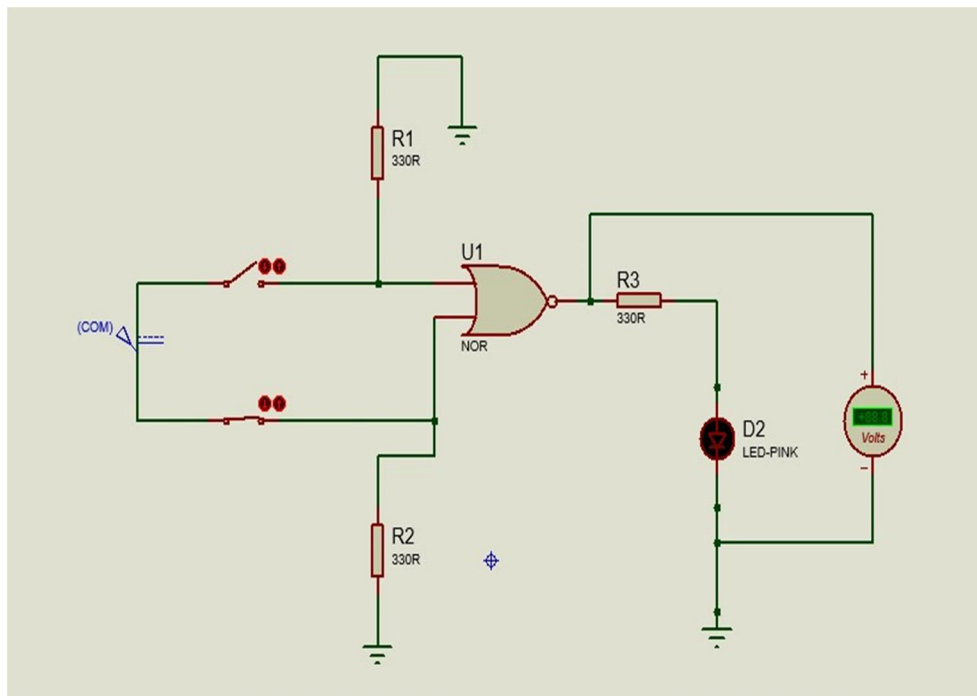 R1
330R
U1
R3
330R
NOR
(COM)
+
Volts
D2
LED-PINK
−
R2
330R